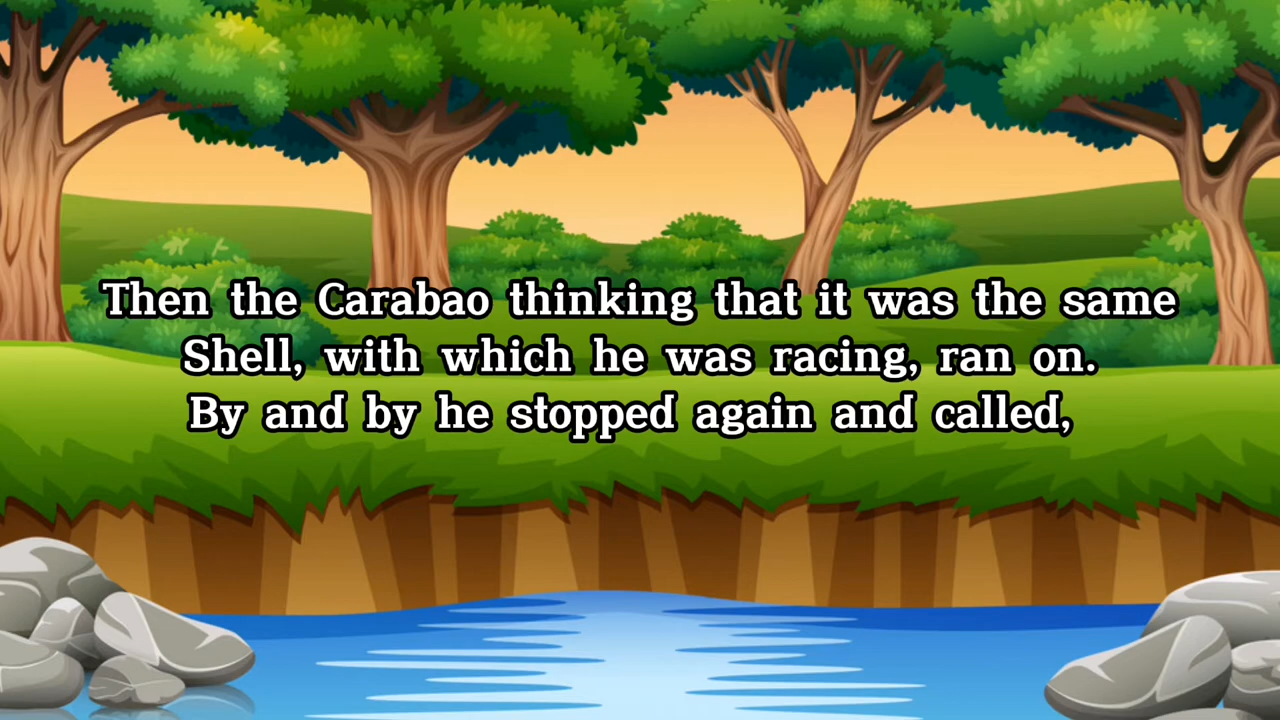 Then the Carabao thinking that it was the same
Shell, with which he was racing, ran on.
By and by he stopped again and called,